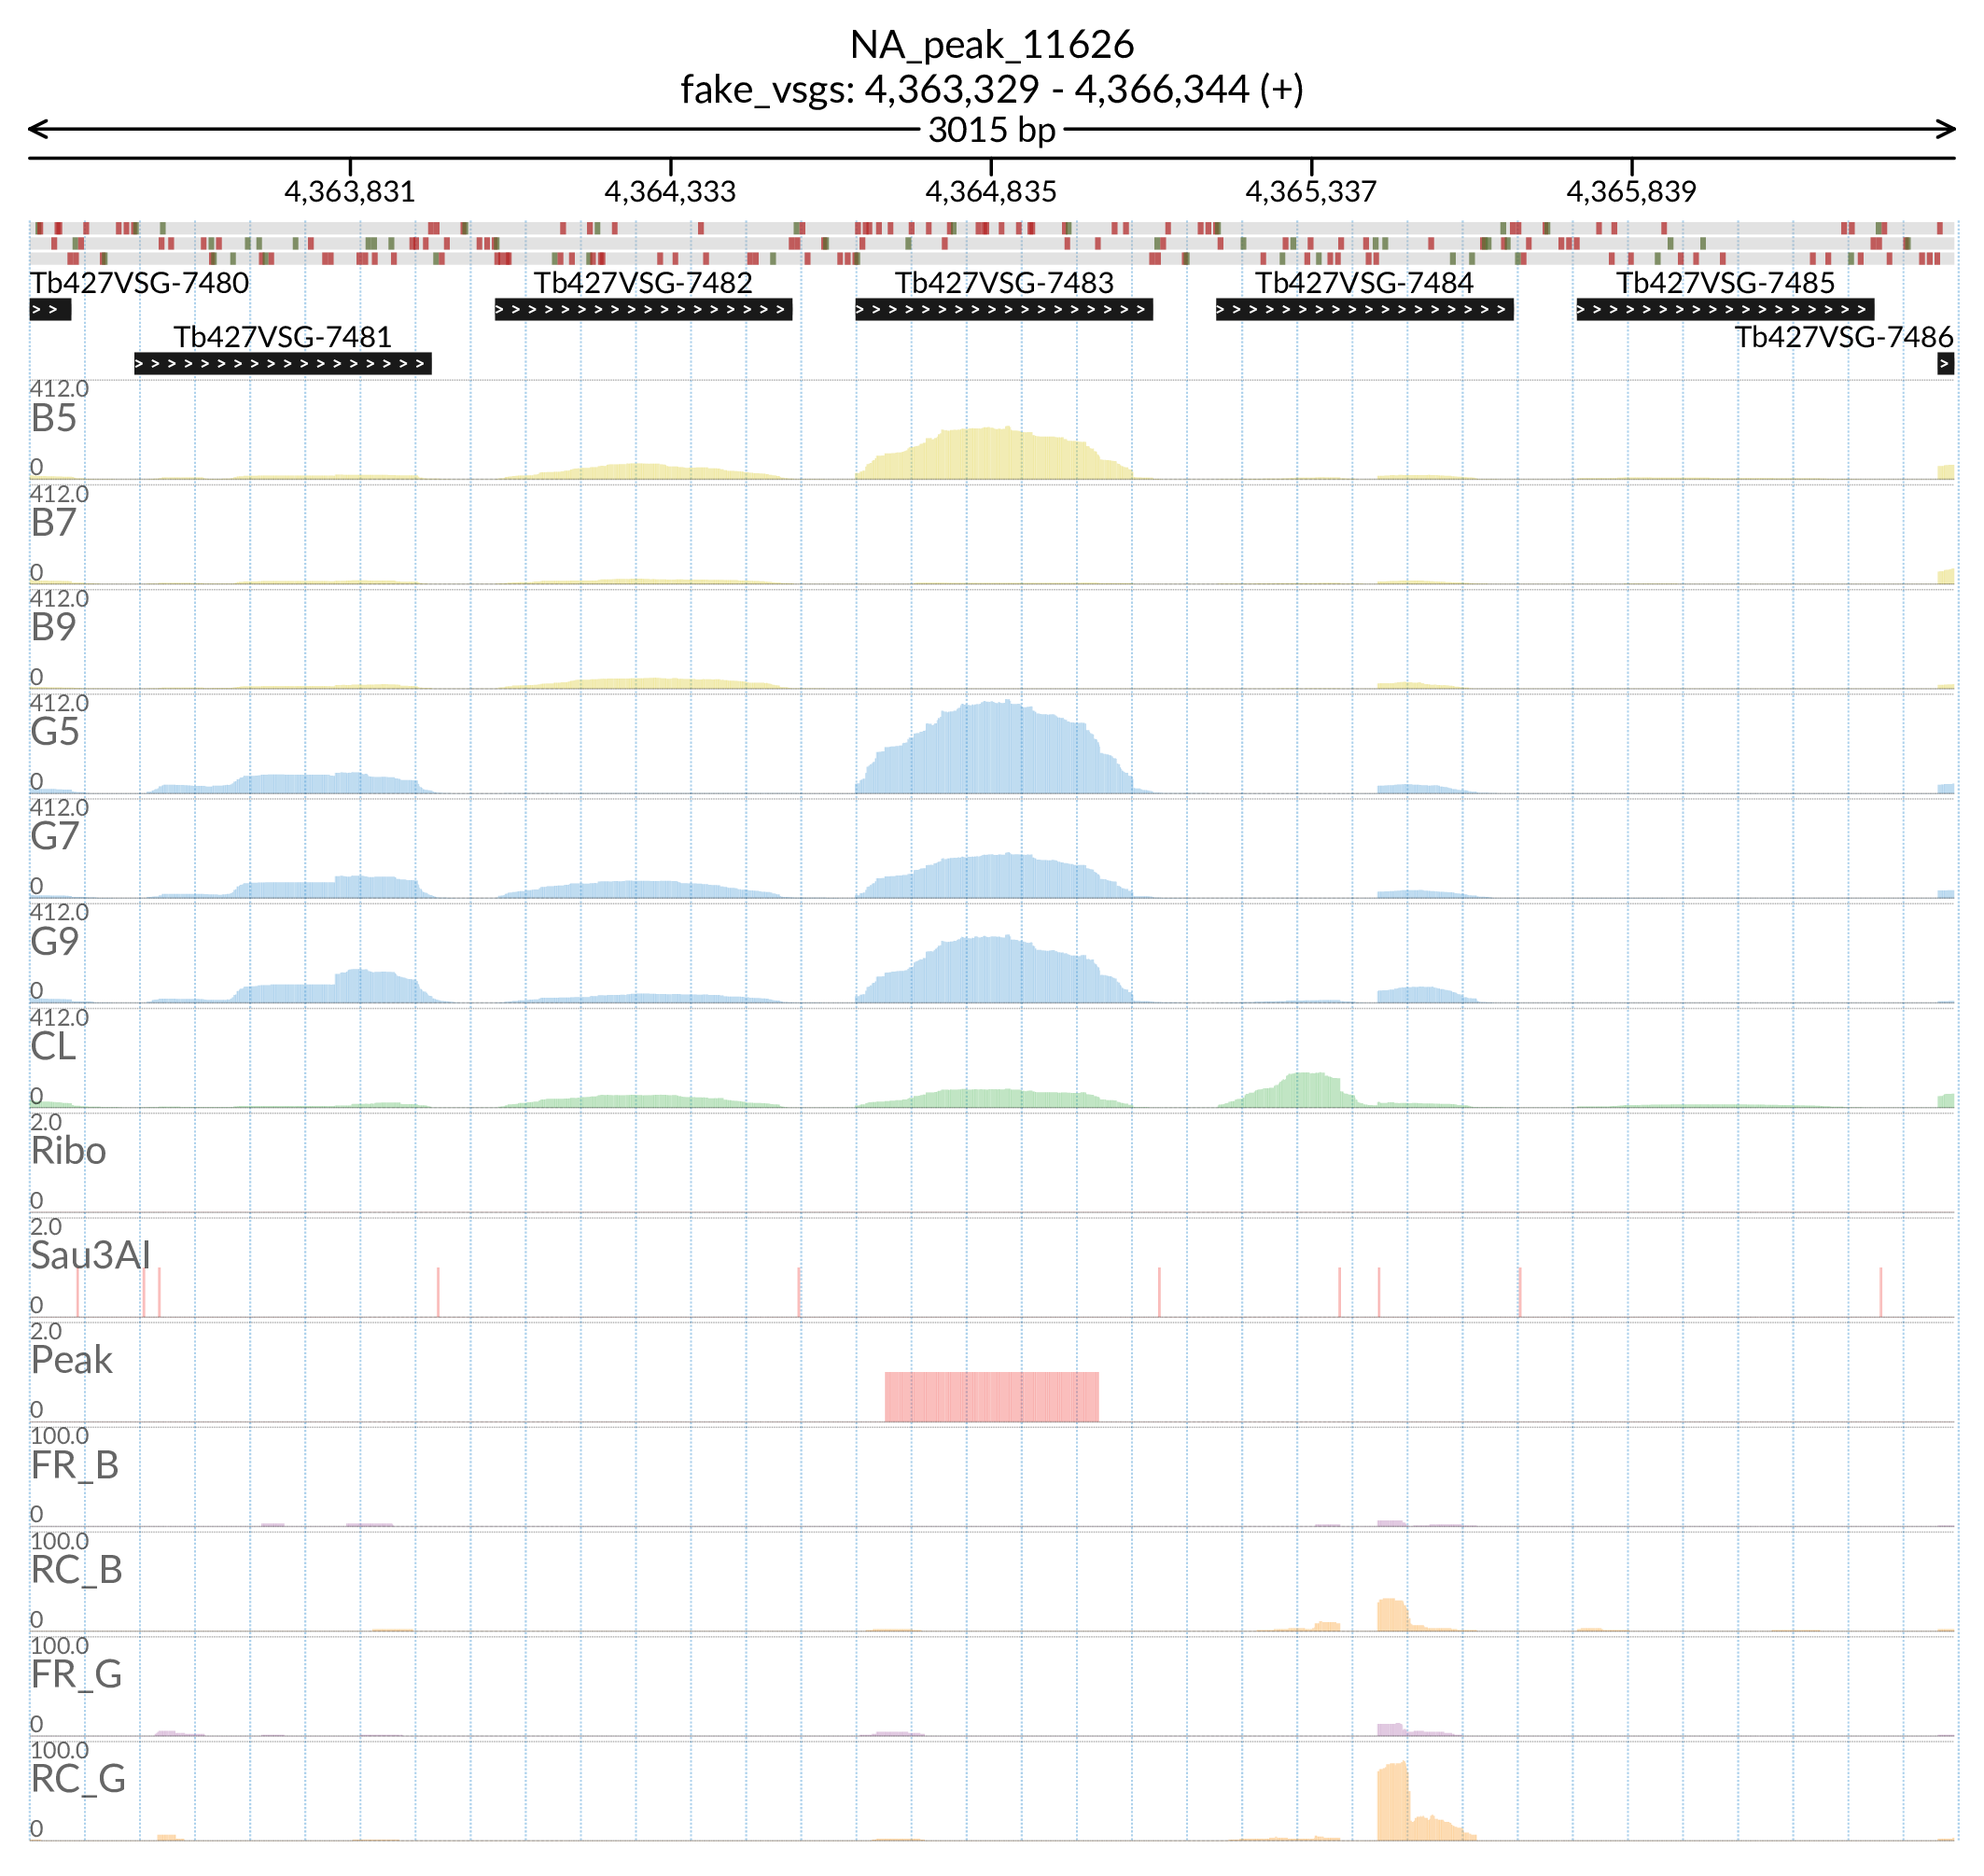 NA_peak_11626
fake_vsgs: 4,363,329 - 4,366,344 (+)
3015 bp
4,363,831 4,364,333 4,364,835 4,365,337 4,365,839
Tb427VSG-7480 Tb427VSG-7482 Tb427VSG-7483 Tb427VSG-7484 Tb427VSG-7485
Tb427VSG-7481 Tb427VSG-7486
412.0
B5
0
412.0
B7
0
412.0
B9
0
412.0
G5
0
412.0
G7
0
412.0
G9
0
412.0
CL
0
2.0
Ribo
0
2.0
Sau3AI
0
2.0
Peak
0
100.0
FR_B
0
100.0
RC_B
0
100.0
FR_G
0
100.0
RC_G
0